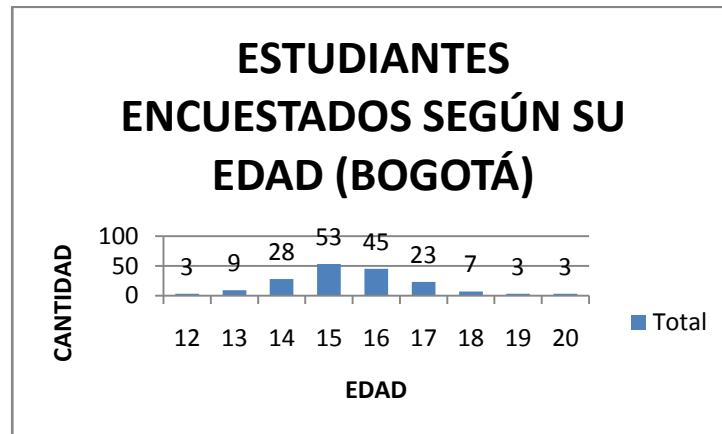 ESTUDIANTES
ENCUESTADOS SEGÚN SU
EDAD (BOGOTÁ)
CANTIDAD
100
50
0
3 9 28 53 45 23 7 3 3
12 13 14 15 16 17 18 19 20
EDAD
Total